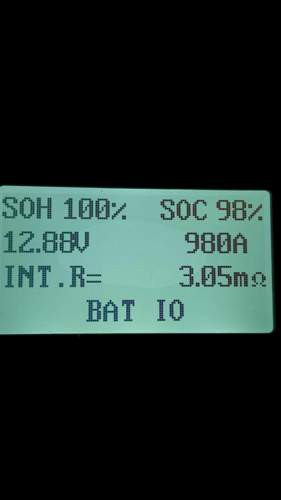 SOH 100% SOC 98%
12.88V 980A
INT.R= 3.05mΩ
BAT IO